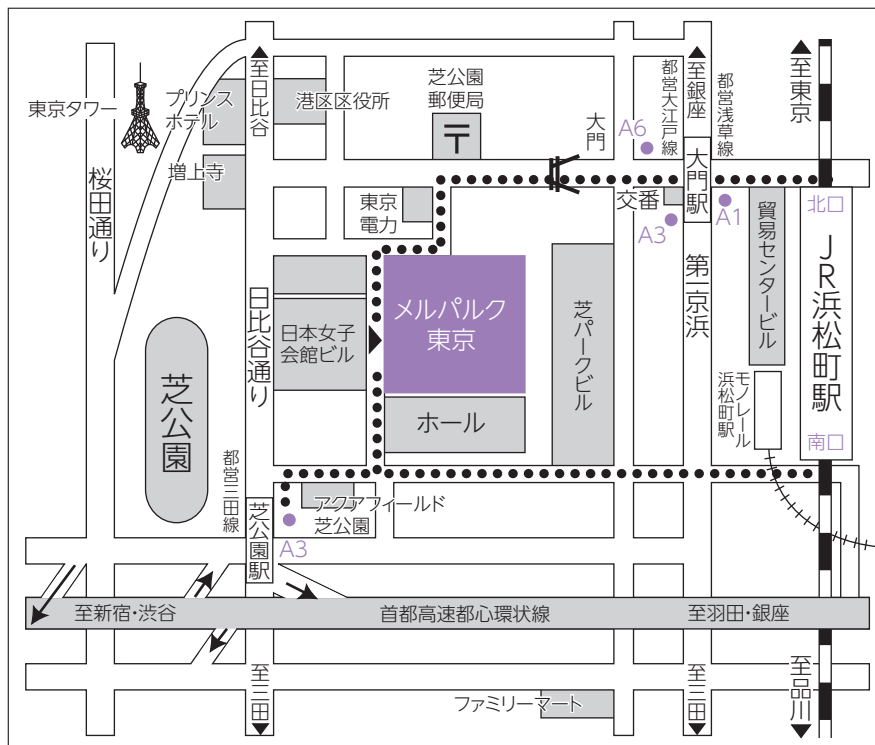 至日比谷
至銀座
至東京
都営大江戸線
都営浅草線
東京タワー
プリンス
ホテル
港区区役所
芝公園
郵便局
〒
大門
A6
大門駅
増上寺
桜田通り
東京
電力
交番
A3
A1
北口
貿易センタービル
JR浜松町駅
第一京浜
日比谷通り
日本女子
会館ビル
メルパルク
東京
芝パークビル
ホール
モノレール
浜松町駅
南口
芝公園
都営三田線
芝公園駅
A3
アクアフィールド
芝公園
至新宿・渋谷
首都高速都心環状線
至羽田・銀座
至三田
ファミリーマート
至三田
至品川